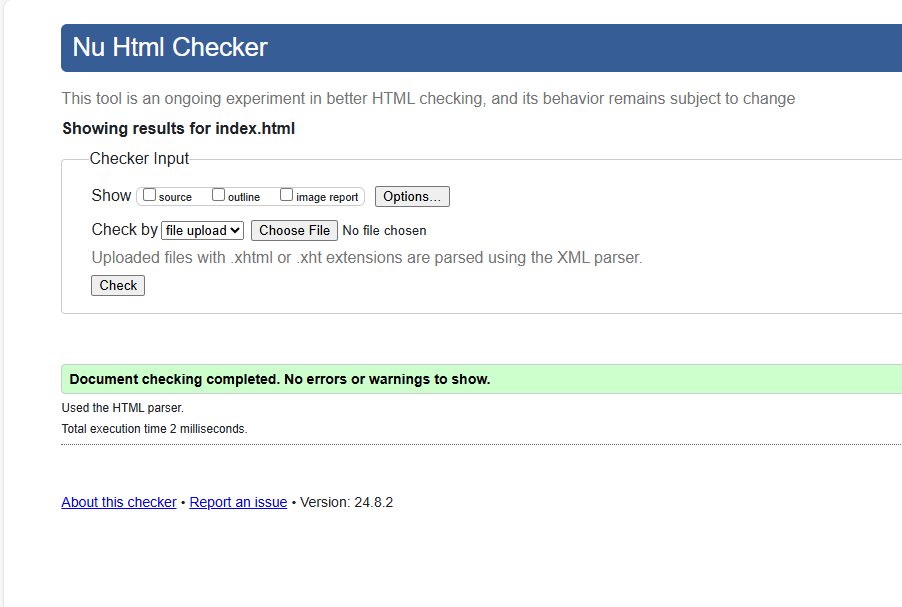 Nu Html Checker
This tool is an ongoing experiment in better HTML checking, and its behavior remains subject to change
Showing results for index.html
Checker Input
Show source outline image report Options...
Check by file upload Choose File No file chosen
Uploaded files with .xhtml or .xht extensions are parsed using the XML parser.
Check
Document checking completed. No errors or warnings to show.
Used the HTML parser.
Total execution time 2 milliseconds.
About this checker • Report an issue • Version: 24.8.2